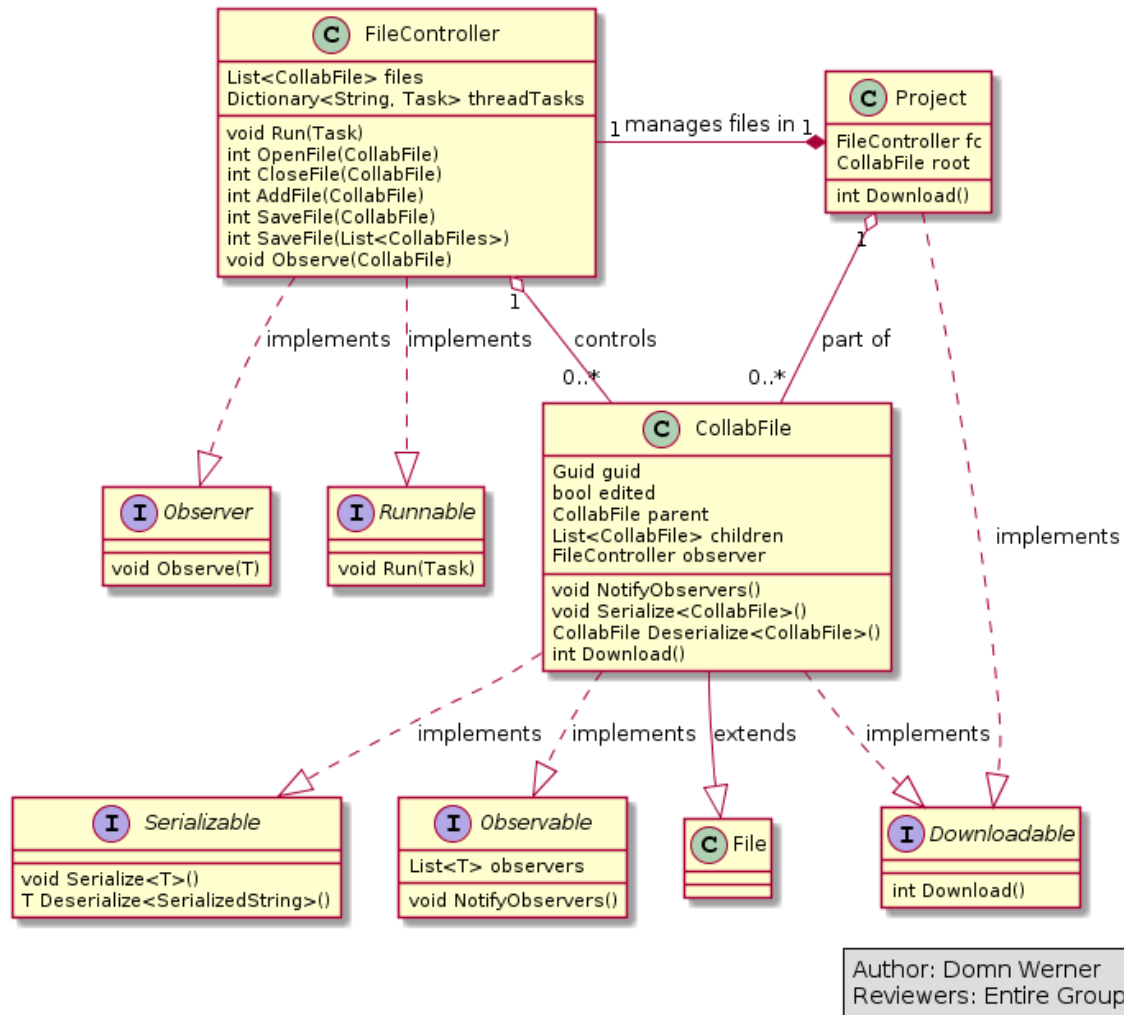 C FileController
List<CollabFile> files
Dictionary<String, Task> threadTasks
void Run(Task)
int OpenFile(CollabFile)
int CloseFile(CollabFile)
int AddFile(CollabFile)
int SaveFile(CollabFile)
int SaveFile(List<CollabFiles>)
void Observe(CollabFile)
1 manages files in 1
C Project
FileController fc
CollabFile root
int Download()
1
1
implements
implements
controls
part of
0..*
0..*
implements
C CollabFile
Guid guid
bool edited
CollabFile parent
List<CollabFile> children
FileController observer
void NotifyObservers()
void Serialize<CollabFile>()
CollabFile Deserialize<CollabFile>()
int Download()
I Observer
void Observe(T)
I Runnable
void Run(Task)
implements
implements
extends
implements
I Serializable
void Serialize<T>()
T Deserialize<SerializedString>()
I Observable
List<T> observers
void NotifyObservers()
C File
I Downloadable
int Download()
Author: Domn Werner
Reviewers: Entire Group